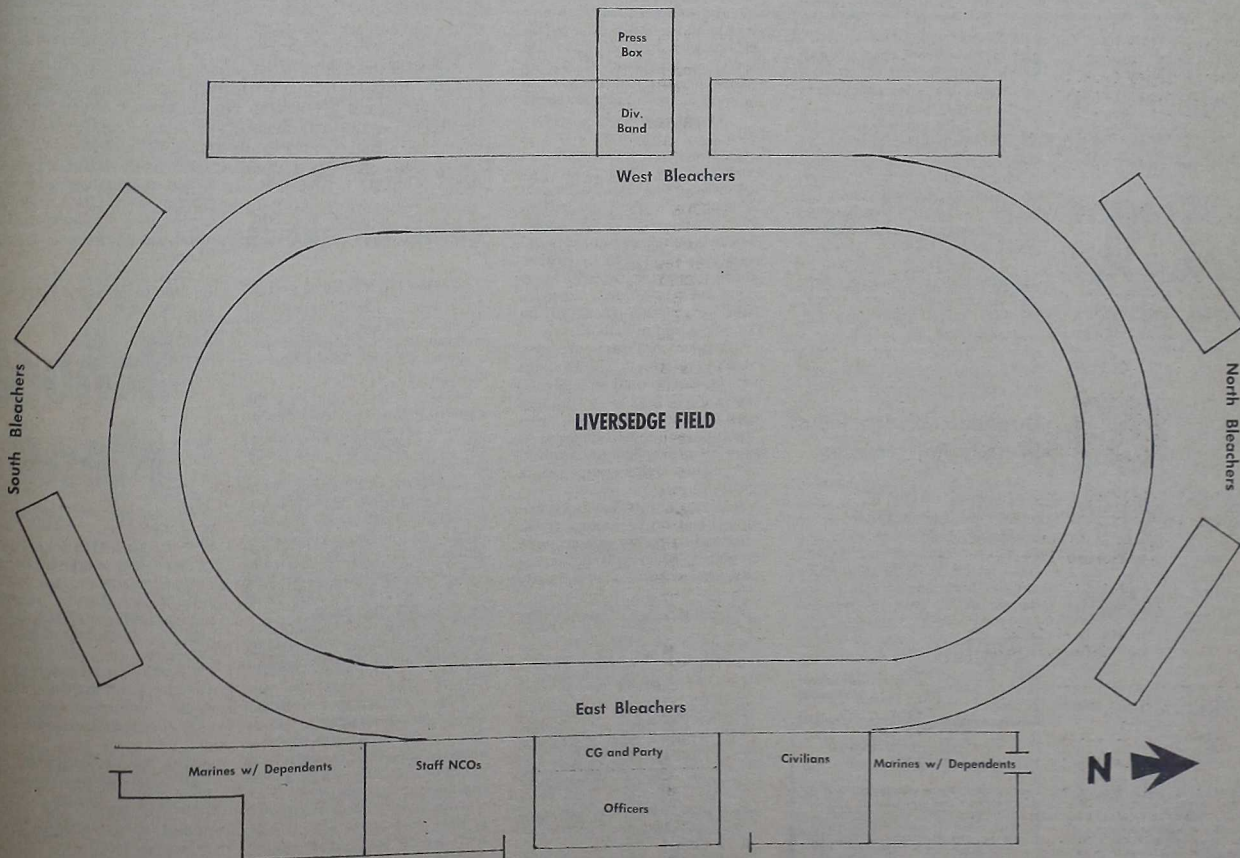 Press
Box
Div.
Band
West Bleachers
South Bleachers
LIVERSEDGE FIELD
North Bleachers
East Bleachers
Marines w/ Dependents
Staff NCOs
CG and Party
Officers
Civilians
Marines w/ Dependents
N